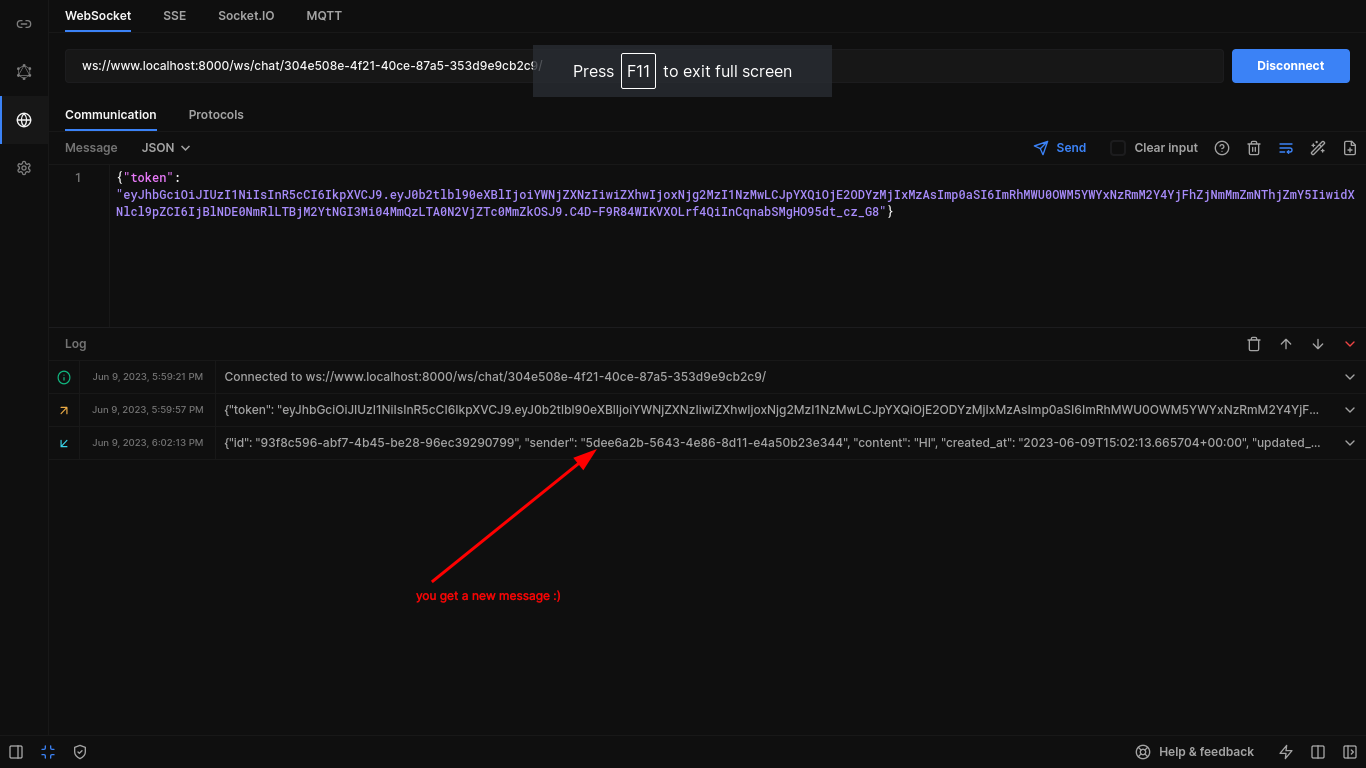 WebSocket SSE Socket.IO MQTT
ws://www.localhost:8000/ws/chat/304e508e-4f21-40ce-87a5-353d9e9cb2c9/
Press F11 to exit full screen
Disconnect
Communication Protocols
Message JSON Send Clear input
1 {"token":
"eyJhbGciOiJIUzI1NiIsInR5cCI6IkpXVCJ9.eyJ0b2tlbl90eXBlIjoiYWNjZXNzIiwiZXhwIjoxNjg2MzI1NzMwLCJpYXQiOjE2ODYzMjIxMzAsImp0aSI6ImRhMWU0OWM5YWYxNzRmM2Y4YjFhZjNmMmZmNThjZmY5IiwidX
Nlcl9pZCI6IjBlNDE0NmRlLTBjM2YtNGI3Mi04MmQzLTA0N2VjZTc0MmZkOSJ9.C4D-F9R84WIKVXOLrf4QiInCqnabSMgHO95dt_cz_G8"}
Log
Jun 9, 2023, 5:59:21 PM Connected to ws://www.localhost:8000/ws/chat/304e508e-4f21-40ce-87a5-353d9e9cb2c9/
Jun 9, 2023, 5:59:57 PM {"token": "eyJhbGciOiJIUzI1NiIsInR5cCI6IkpXVCJ9.eyJ0b2tlbl90eXBlIjoiYWNjZXNzIiwiZXhwIjoxNjg2MzI1NzMwLCJpYXQiOjE2ODYzMjIxMzAsImp0aSI6ImRhMWU0OWM5YWYxNzRmM2Y4YjF...
Jun 9, 2023, 6:02:13 PM {"id": "93f8c596-abf7-4b45-be28-96ec39290799", "sender": "5dee6a2b-5643-4e86-8d11-e4a50b23e344", "content": "HI", "created_at": "2023-06-09T15:02:13.665704+00:00", "updated_...
you get a new message :)
Help & feedback